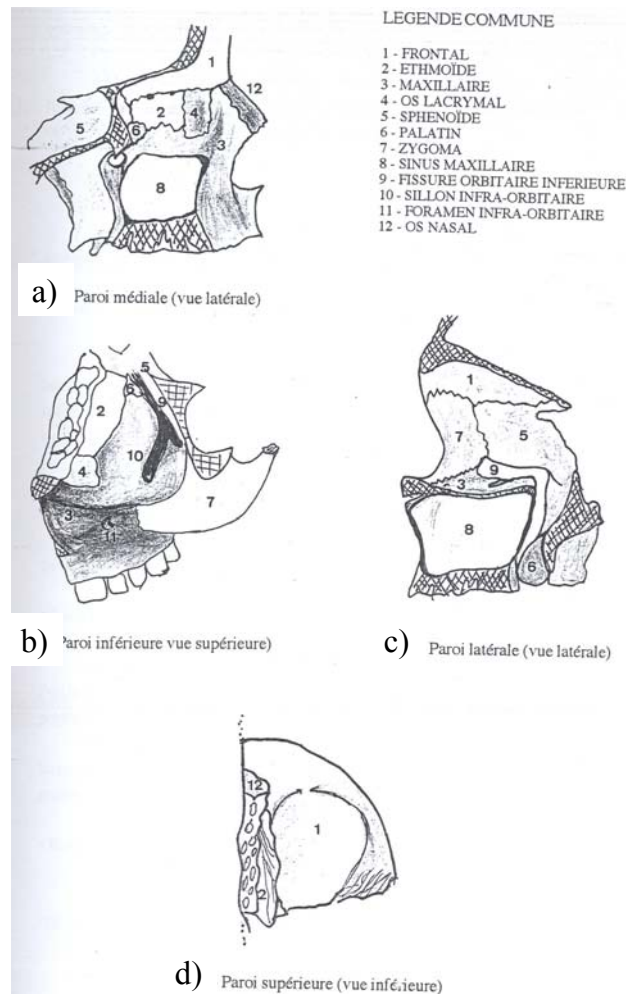 LEGENDE COMMUNE
1 - FRONTAL
2 - ETHMOÏDE
3 - MAXILLAIRE
4 - OS LACRYMAL
5 - SPHENOÏDE
6 - PALATIN
7 - ZYGOMA
8 - SINUS MAXILLAIRE
9 - FISSURE ORBITAIRE INFERIEURE
10 - SILLON INFRA-ORBITAIRE
11 - FORAMEN INFRA-ORBITAIRE
12 - OS NASAL
1
12
2
4
5
6
3
8
a) Paroi médiale (vue latérale)
5
6
9
2
10
4
7
3
11
b) Paroi inférieure vue supérieure)
1
7
5
9
3
8
6
c) Paroi latérale (vue latérale)
12
1
2
d) Paroi supérieure (vue inférieure)